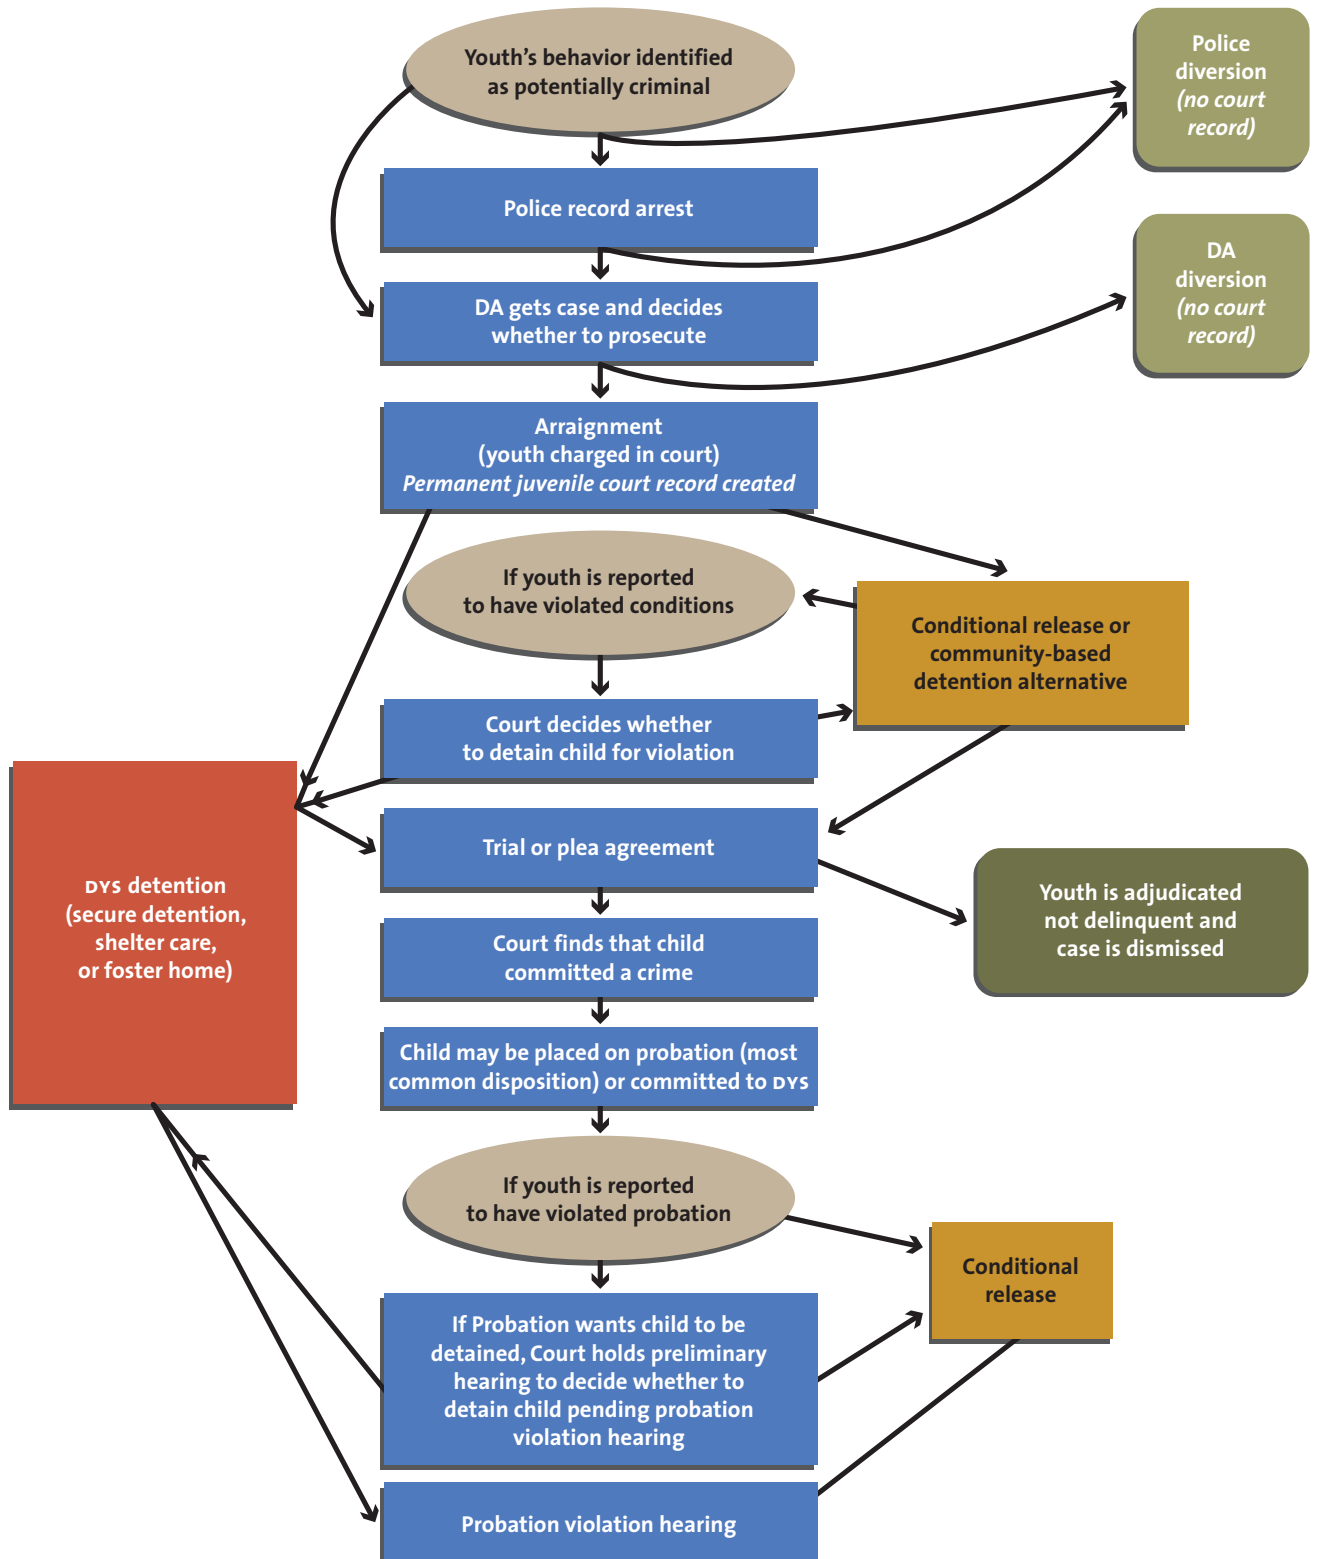 Youth’s behavior identified
as potentially criminal
Police
diversion
(no court
record)
Police record arrest
DA
diversion
(no court
record)
DA gets case and decides
whether to prosecute
Arraignment
(youth charged in court)
Permanent juvenile court record created
If youth is reported
to have violated conditions
Conditional release or
community-based
detention alternative
Court decides whether
to detain child for violation
Trial or plea agreement
DYS detention
(secure detention,
shelter care,
or foster home)
Youth is adjudicated
not delinquent and
case is dismissed
Court finds that child
committed a crime
Child may be placed on probation (most
common disposition) or committed to DYS
If youth is reported
to have violated probation
Conditional
release
If Probation wants child to be
detained, Court holds preliminary
hearing to decide whether to
detain child pending probation
violation hearing
Probation violation hearing